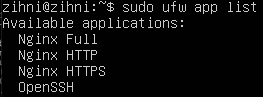 zihni@zihni:~$ sudo ufw app list
Available applications:
  Nginx Full
  Nginx HTTP
  Nginx HTTPS
  OpenSSH